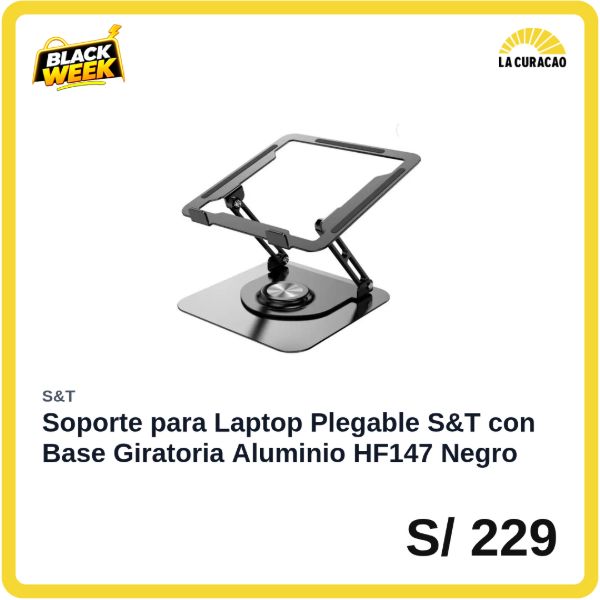 BLACK
WEEK
LA CURACAO
S&T
Soporte para Laptop Plegable S&T con
Base Giratoria Aluminio HF147 Negro
S/ 229